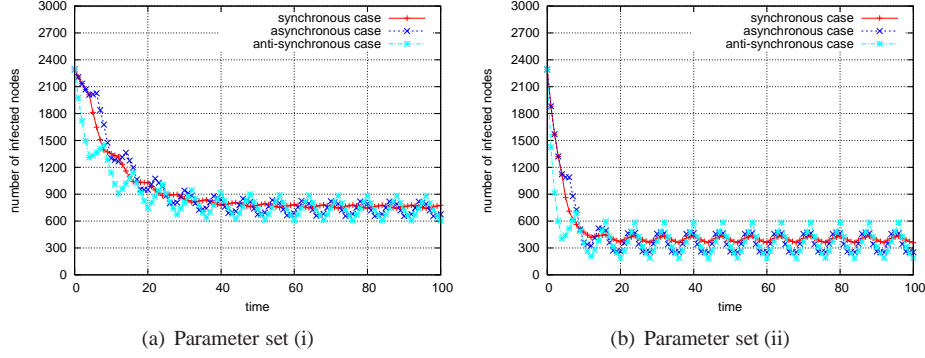 number of infected nodes
3000
2700
2400
2100
1800
1500
1200
900
600
300
0
synchronous case
asynchronous case
anti-synchronous case
0 20 40 60 80 100
time
(a) Parameter set (i)
number of infected nodes
3000
2700
2400
2100
1800
1500
1200
900
600
300
0
synchronous case
asynchronous case
anti-synchronous case
0 20 40 60 80 100
time
(b) Parameter set (ii)